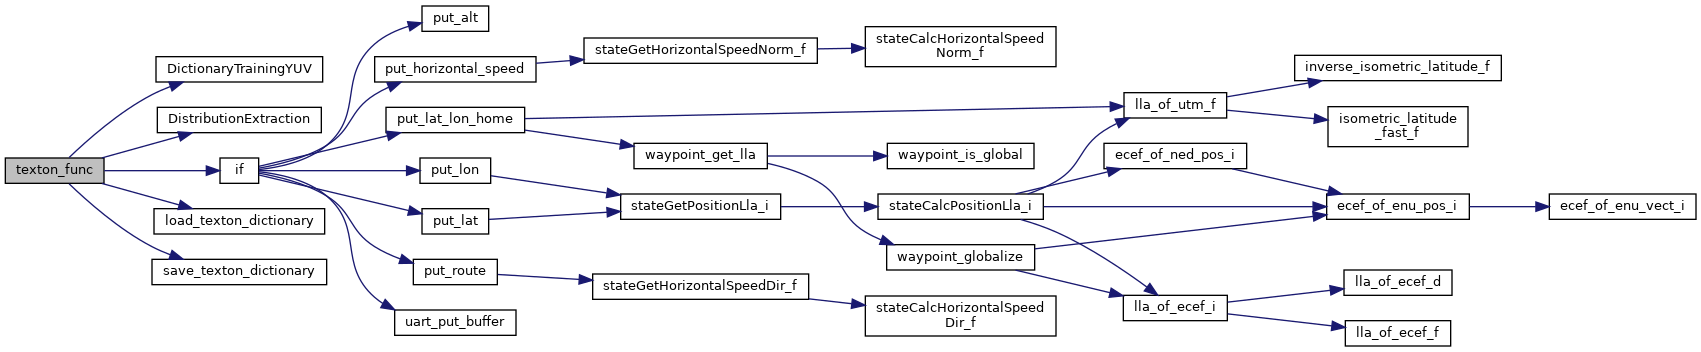 texton_func
DictionaryTrainingYUV
DistributionExtraction
if
load_texton_dictionary
save_texton_dictionary
put_alt
put_horizontal_speed
put_lat_lon_home
put_lon
put_lat
put_route
uart_put_buffer
stateGetHorizontalSpeedNorm_f
waypoint_get_lla
stateGetPositionLla_i
stateGetHorizontalSpeedDir_f
stateCalcHorizontalSpeed
Norm_f
waypoint_is_global
stateCalcPositionLla_i
waypoint_globalize
stateCalcHorizontalSpeed
Dir_f
lla_of_utm_f
ecef_of_ned_pos_i
lla_of_ecef_i
inverse_isometric_latitude_f
isometric_latitude
_fast_f
ecef_of_enu_pos_i
lla_of_ecef_d
lla_of_ecef_f
ecef_of_enu_vect_i